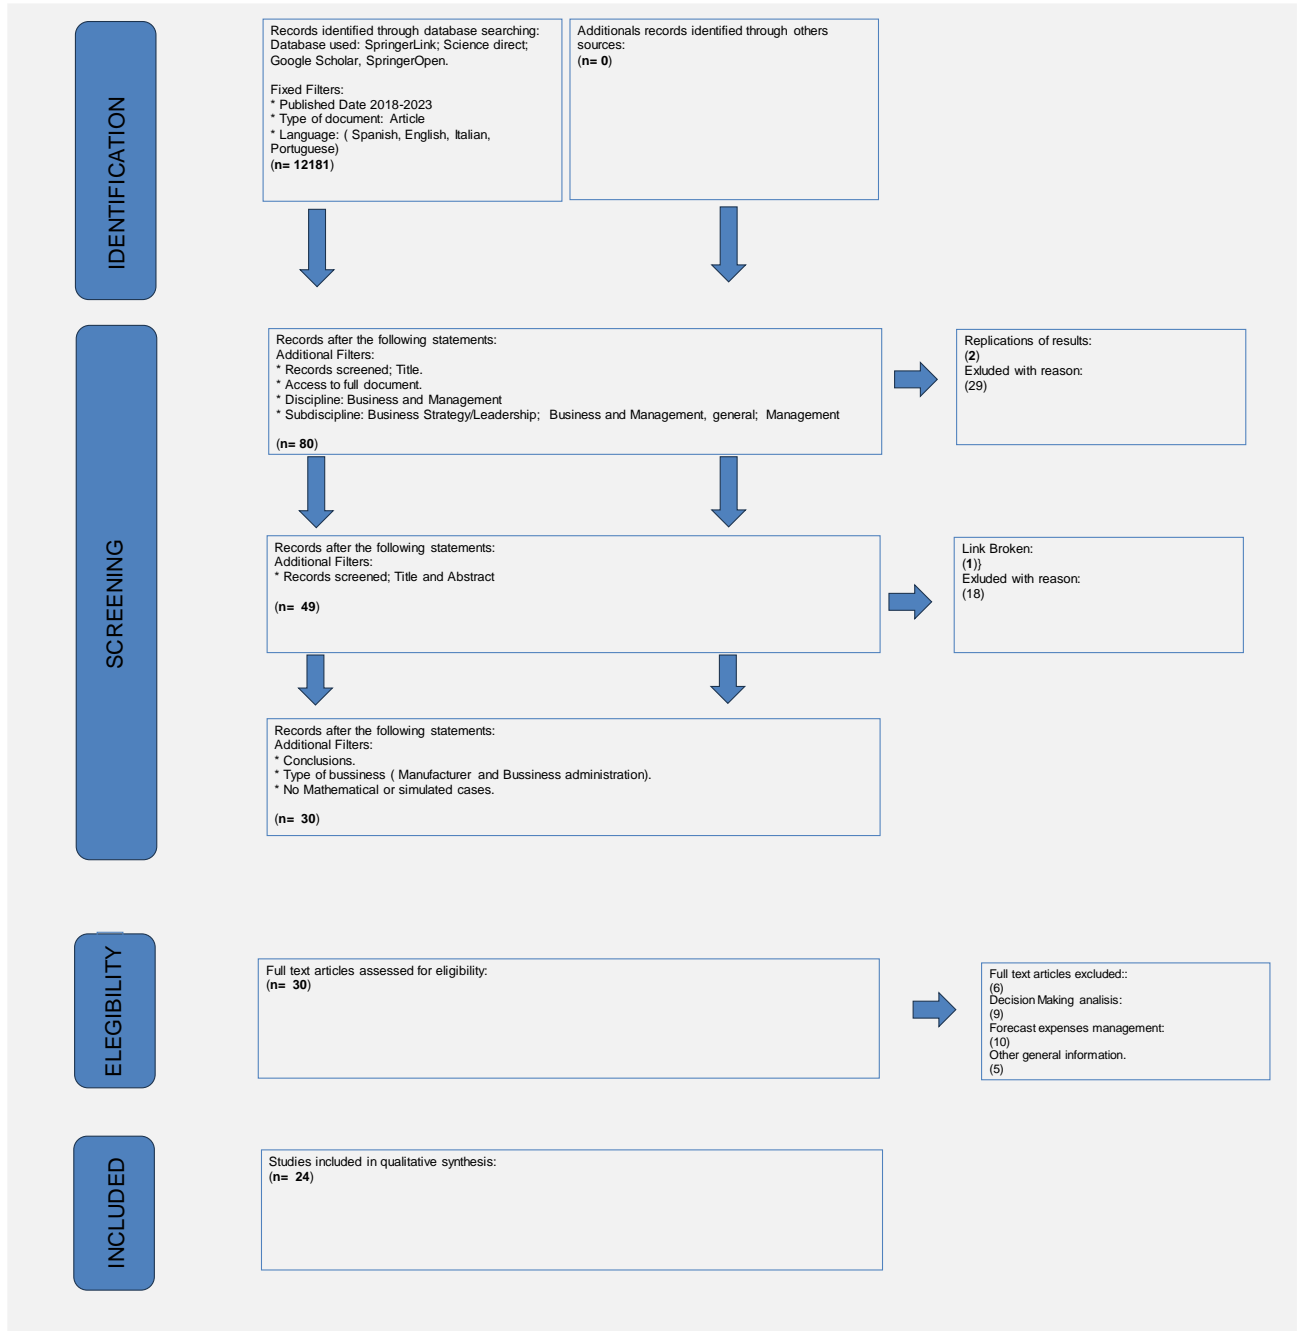 IDENTIFICATION
Records identified through database searching:
Database used: SpringerLink; Science direct;
Google Scholar, SpringerOpen.
Fixed Filters:
* Published Date 2018-2023
* Type of document: Article
* Language: ( Spanish, English, Italian,
Portuguese)
(n= 12181)
Additionals records identified through others
sources:
(n= 0)
SCREENING
Records after the following statements:
Additional Filters:
* Records screened; Title.
* Access to full document.
* Discipline: Business and Management
* Subdiscipline: Business Strategy/Leadership; Business and Management, general; Management
(n= 80)
Replications of results:
(2)
Exluded with reason:
(29)
Records after the following statements:
Additional Filters:
* Records screened; Title and Abstract
(n= 49)
Link Broken:
(1)}
Exluded with reason:
(18)
Records after the following statements:
Additional Filters:
* Conclusions.
* Type of bussiness ( Manufacturer and Bussiness administration).
* No Mathematical or simulated cases.
(n= 30)
ELEGIBILITY
Full text articles assessed for eligibility:
(n= 30)
Full text articles excluded::
(6)
Decision Making analisis:
(9)
Forecast expenses management:
(10)
Other general information.
(5)
INCLUDED
Studies included in qualitative synthesis:
(n= 24)